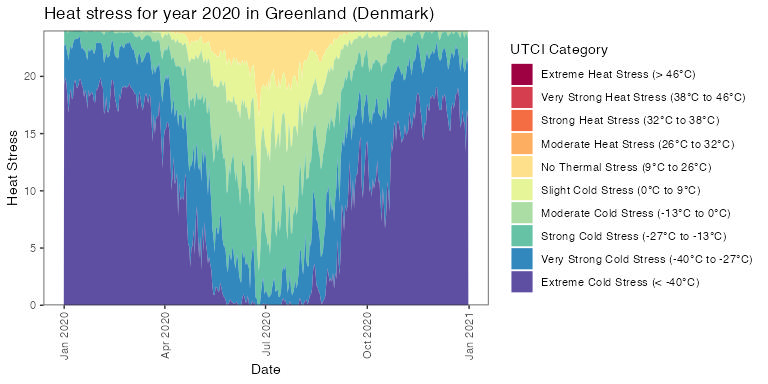 Heat stress for year 2020 in Greenland (Denmark)
Heat Stress
20
15
10
5
0
Jan 2020
Apr 2020
Jul 2020
Oct 2020
Jan 2021
Date
UTCI Category
Extreme Heat Stress (> 46°C)
Very Strong Heat Stress (38°C to 46°C)
Strong Heat Stress (32°C to 38°C)
Moderate Heat Stress (26°C to 32°C)
No Thermal Stress (9°C to 26°C)
Slight Cold Stress (0°C to 9°C)
Moderate Cold Stress (-13°C to 0°C)
Strong Cold Stress (-27°C to -13°C)
Very Strong Cold Stress (-40°C to -27°C)
Extreme Cold Stress (< -40°C)